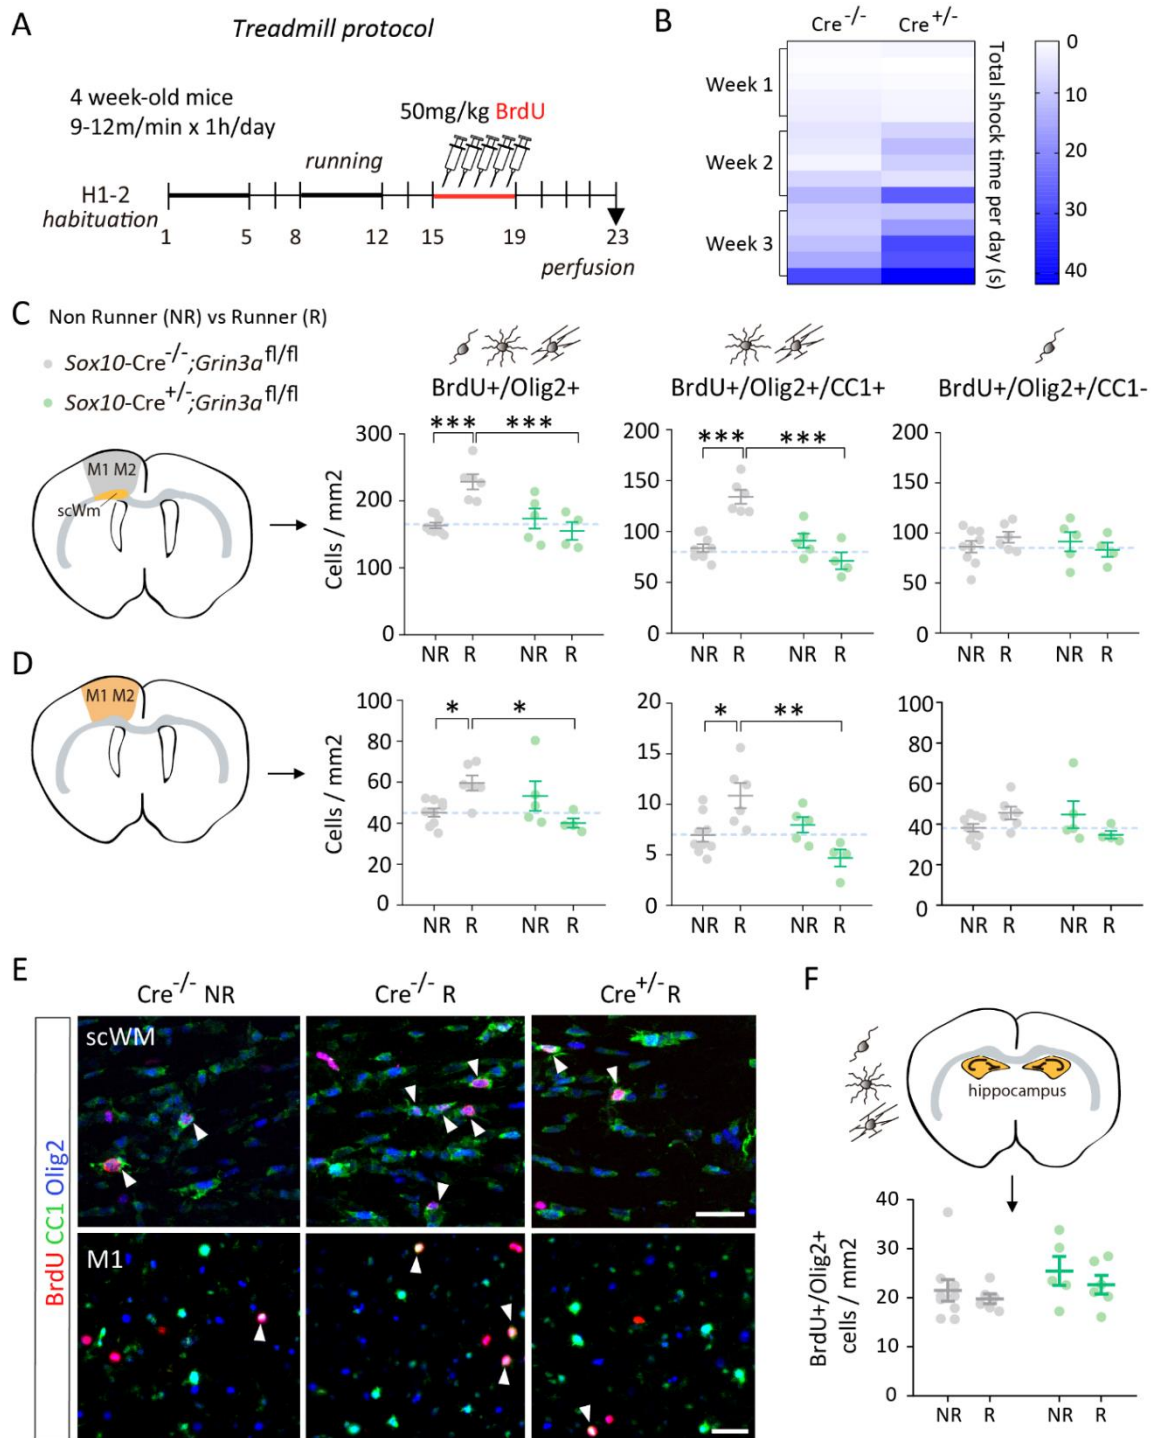 A
Treadmill protocol
4 week-old mice
9-12m/min x 1h/day
50mg/kg BrdU
running
H1-2
habituation
1 5 8 12 15 19 23
perfusion
B
Cre-/- Cre+/-
Week 1
Week 2
Week 3
Total shock time per day (s)
0
10
20
30
40
C
Non Runner (NR) vs Runner (R)
Sox10-Cre-/-;Grin3a fl/fl
Sox10-Cre+/-;Grin3a fl/fl
M1 M2
scWm
BrdU+/Olig2+
Cells / mm2
300
200
100
0
*** ***
NR R NR R
BrdU+/Olig2+/CC1+
200
150
100
50
0
*** ***
NR R NR R
BrdU+/Olig2+/CC1-
200
150
100
50
0
NR R NR R
D
M1 M2
Cells / mm2
100
80
60
40
20
0
* *
NR R NR R
20
15
10
5
0
* **
NR R NR R
100
80
60
40
20
0
NR R NR R
E
Cre-/- NR Cre-/- R Cre+/- R
BrdU CC1 Olig2
scWM
M1
F
hippocampus
BrdU+/Olig2+
cells / mm2
40
30
20
10
0
NR R NR R